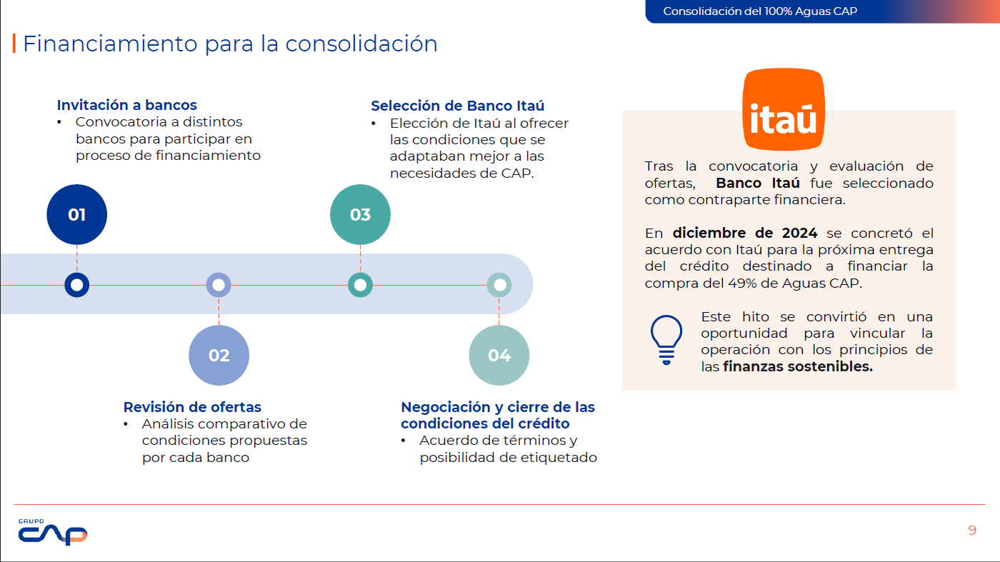 Consolidación del 100% Aguas CAP
Financiamiento para la consolidación
Invitación a bancos
• Convocatoria a distintos
bancos para participar en
proceso de financiamiento
Selección de Banco Itaú
• Elección de Itaú al ofrecer
las condiciones que se
adaptaban mejor a las
necesidades de CAP.
01
03
02
04
Revisión de ofertas
• Análisis comparativo de
condiciones propuestas
por cada banco
Negociación y cierre de las
condiciones del crédito
• Acuerdo de términos y
posibilidad de etiquetado
itaú
Tras la convocatoria y evaluación de
ofertas, Banco Itaú fue seleccionado
como contraparte financiera.
En diciembre de 2024 se concretó el
acuerdo con Itaú para la próxima entrega
del crédito destinado a financiar la
compra del 49% de Aguas CAP.
Este hito se convirtió en una
oportunidad para vincular la
operación con los principios de
las finanzas sostenibles.
GRUPO
CAP
9